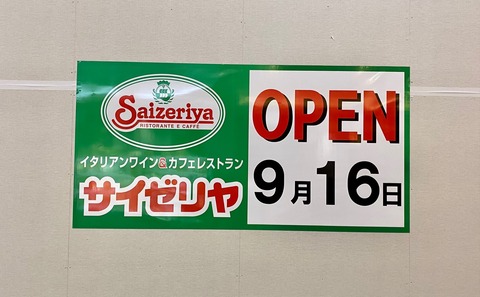 Saizeriya
RISTORANTE E CAFFÉ
イタリアンワイン&カフェレストラン
サイゼリヤ
OPEN
9月16日